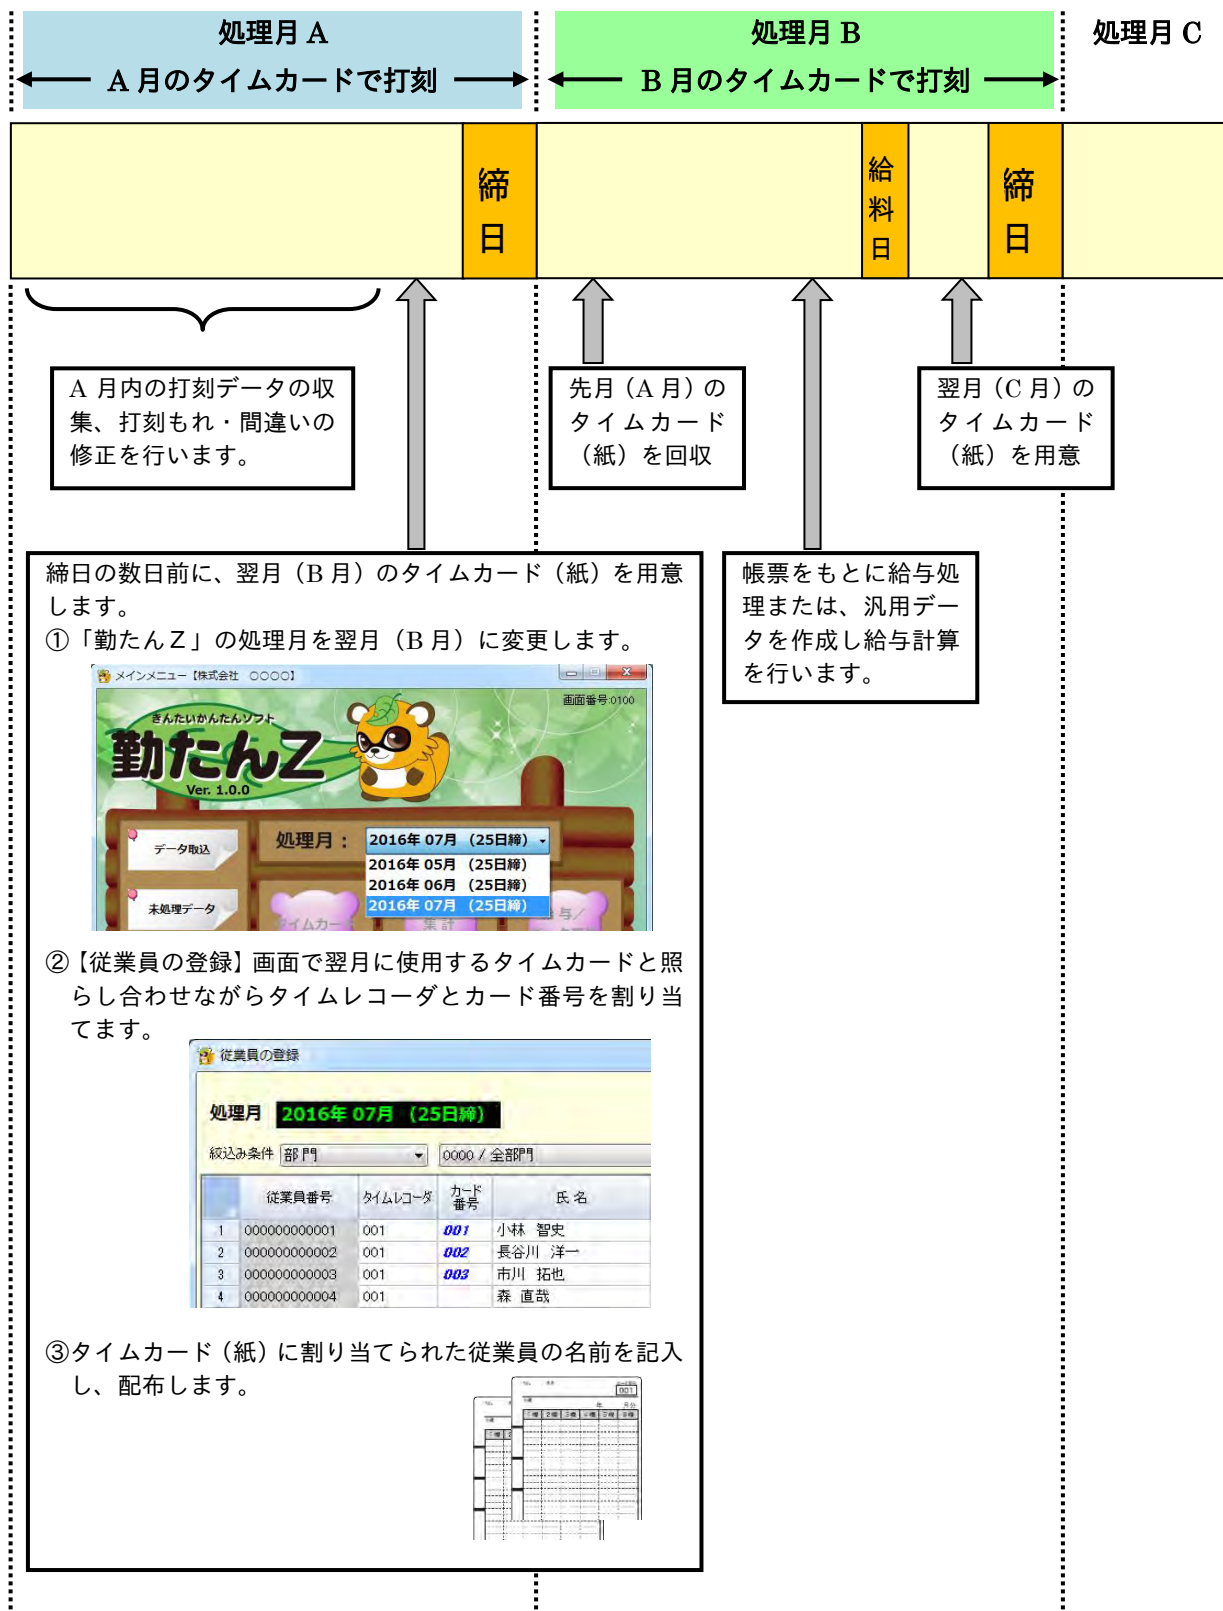 処理月 A
A 月のタイムカードで打刻
処理月 B
B 月のタイムカードで打刻
処理月 C
締日
給料日
締日
A 月内の打刻データの収
集、打刻もれ・間違いの
修正を行います。
先月（A 月）の
タイムカード
（紙）を回収
翌月（C 月）の
タイムカード
（紙）を用意
締日の数日前に、翌月（B 月）のタイムカード（紙）を用意
します。
①「勤たんＺ」の処理月を翌月（B 月）に変更します。
メインメニュー【株式会社　○○○○】
画面番号:0100
きんたいかんたんソフト
勤たんZ
Ver. 1.0.0
データ取込
処理月：
2016年 07月 （25日締）
2016年 05月 （25日締）
2016年 06月 （25日締）
2016年 07月 （25日締）
未処理データ
タイムカード
集計
給与／
②【従業員の登録】画面で翌月に使用するタイムカードと照
らし合わせながらタイムレコーダとカード番号を割り当
てます。
従業員の登録
処理月 2016年 07月 （25日締）
絞込み条件 部門 0000 / 全部門
従業員番号 タイムレコーダ カード番号 氏 名
1 000000000001 001 001 小林 智史
2 000000000002 001 002 長谷川 洋一
3 000000000003 001 003 市川 拓也
4 000000000004 001 森 直哉
③タイムカード（紙）に割り当てられた従業員の名前を記入
し、配布します。
001
年 月分
帳票をもとに給与処
理または、汎用デー
タを作成し給与計算
を行います。